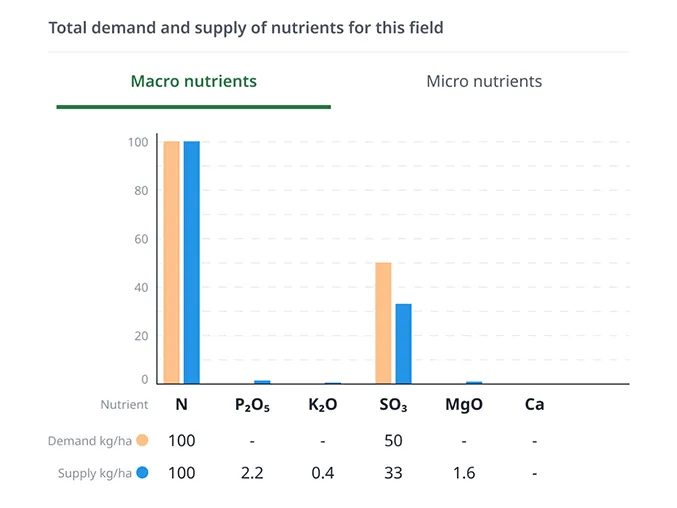 Total demand and supply of nutrients for this field
Macro nutrients Micro nutrients
100
80
60
40
20
0
Nutrient N P₂O₅ K₂O SO₃ MgO Ca
Demand kg/ha 100 - - 50 - -
Supply kg/ha 100 2.2 0.4 33 1.6 -